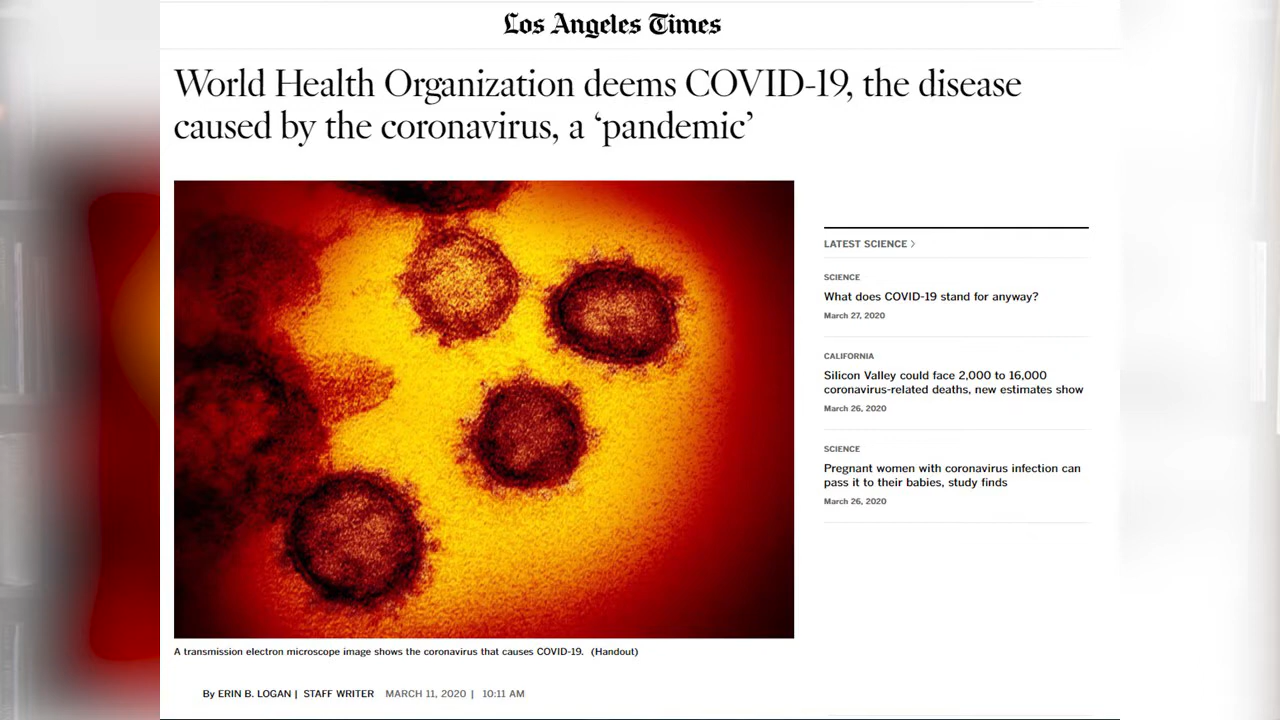 Los Angeles Times
World Health Organization deems COVID-19, the disease
caused by the coronavirus, a ‘pandemic’
A transmission electron microscope image shows the coronavirus that causes COVID-19. (Handout)
By ERIN B. LOGAN | STAFF WRITER MARCH 11, 2020 | 10:11 AM
LATEST SCIENCE >
SCIENCE
What does COVID-19 stand for anyway?
March 27, 2020
CALIFORNIA
Silicon Valley could face 2,000 to 16,000
coronavirus-related deaths, new estimates show
March 26, 2020
SCIENCE
Pregnant women with coronavirus infection can
pass it to their babies, study finds
March 26, 2020